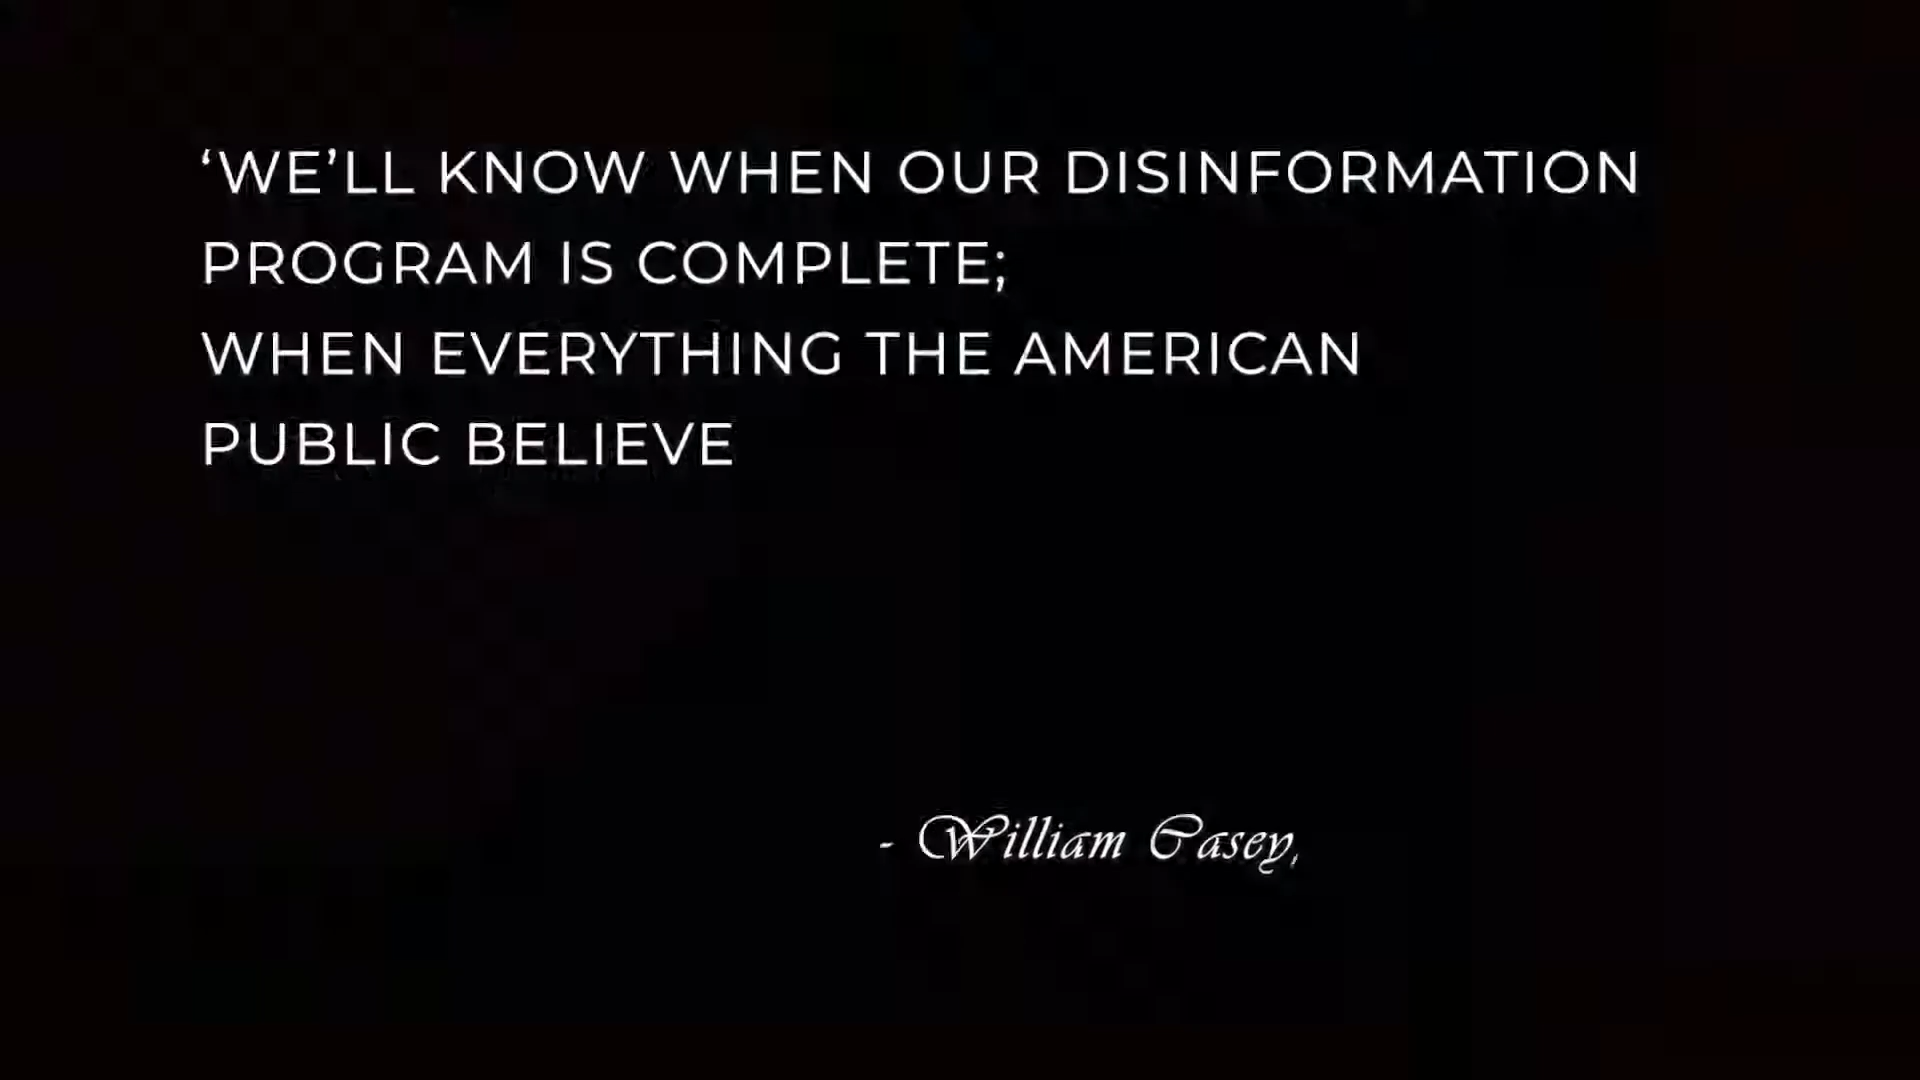 ‘WE’LL KNOW WHEN OUR DISINFORMATION
PROGRAM IS COMPLETE;
WHEN EVERYTHING THE AMERICAN
PUBLIC BELIEVE
- William Casey,